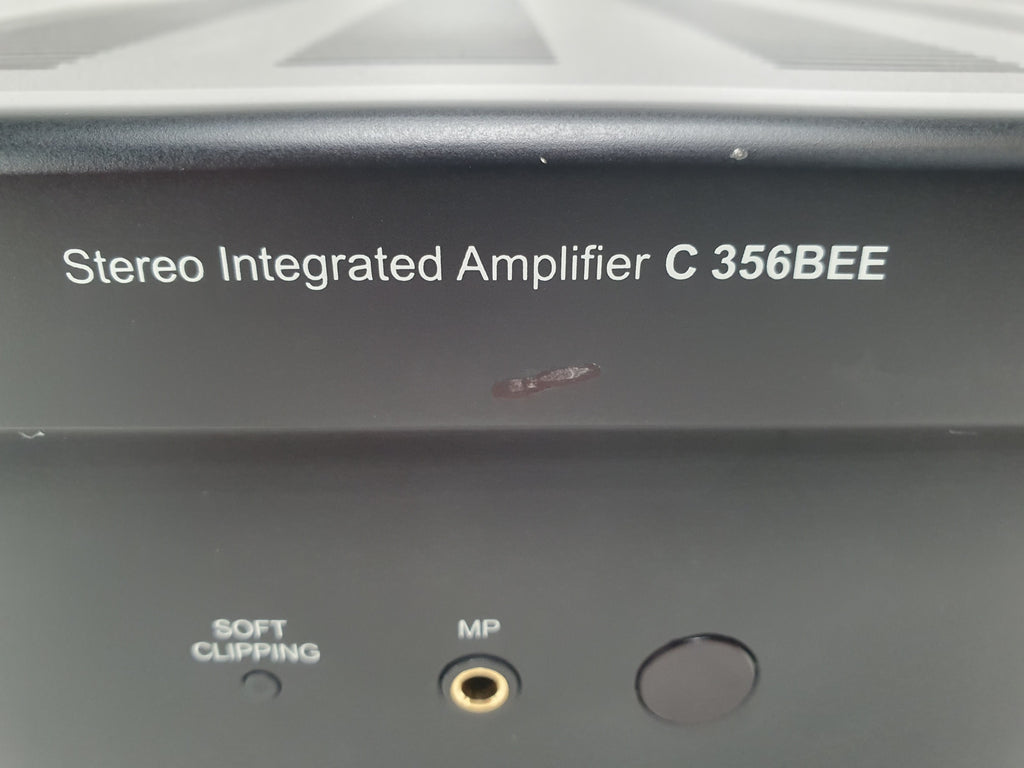 Stereo Integrated Amplifier C 356BEE
SOFT
CLIPPING
MP